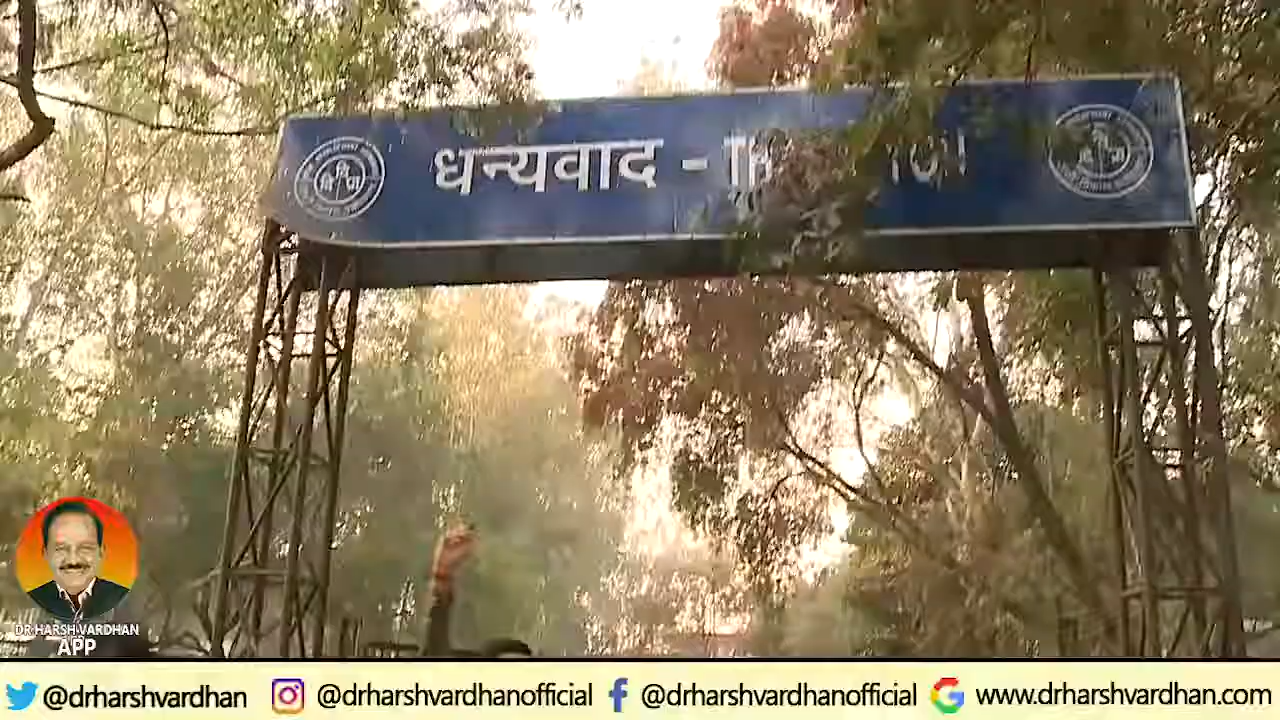 धन्यवाद -
वि वि प्रा
DR HARSH VARDHAN
APP
@drharshvardhan @drharshvardhanofficial @drharshvardhanofficial www.drharshvardhan.com